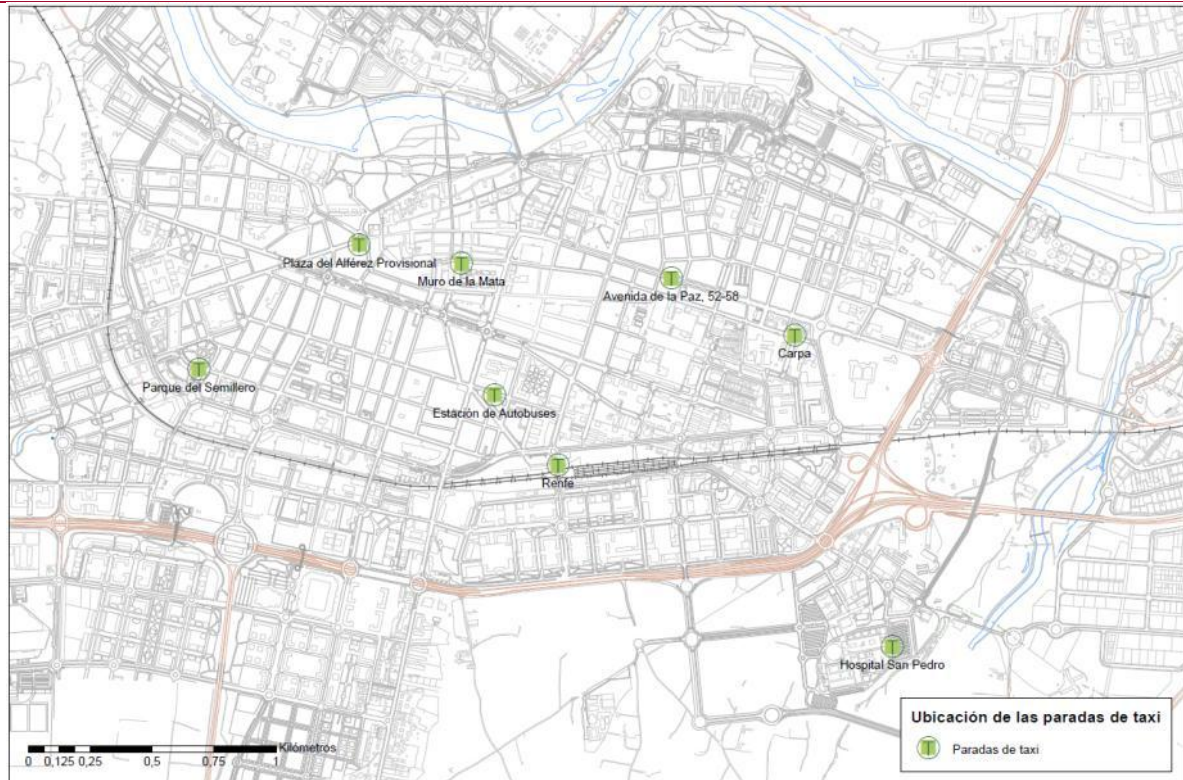 Plaza del Alférez Provisional
Muro de la Mata
Avenida de la Paz, 52-58
Carpa
Parque del Semillero
Estación de Autobuses
Renfe
Hospital San Pedro
Ubicación de las paradas de taxi
T Paradas de taxi
Kilómetros
0 0,125 0,25 0,5 0,75 1